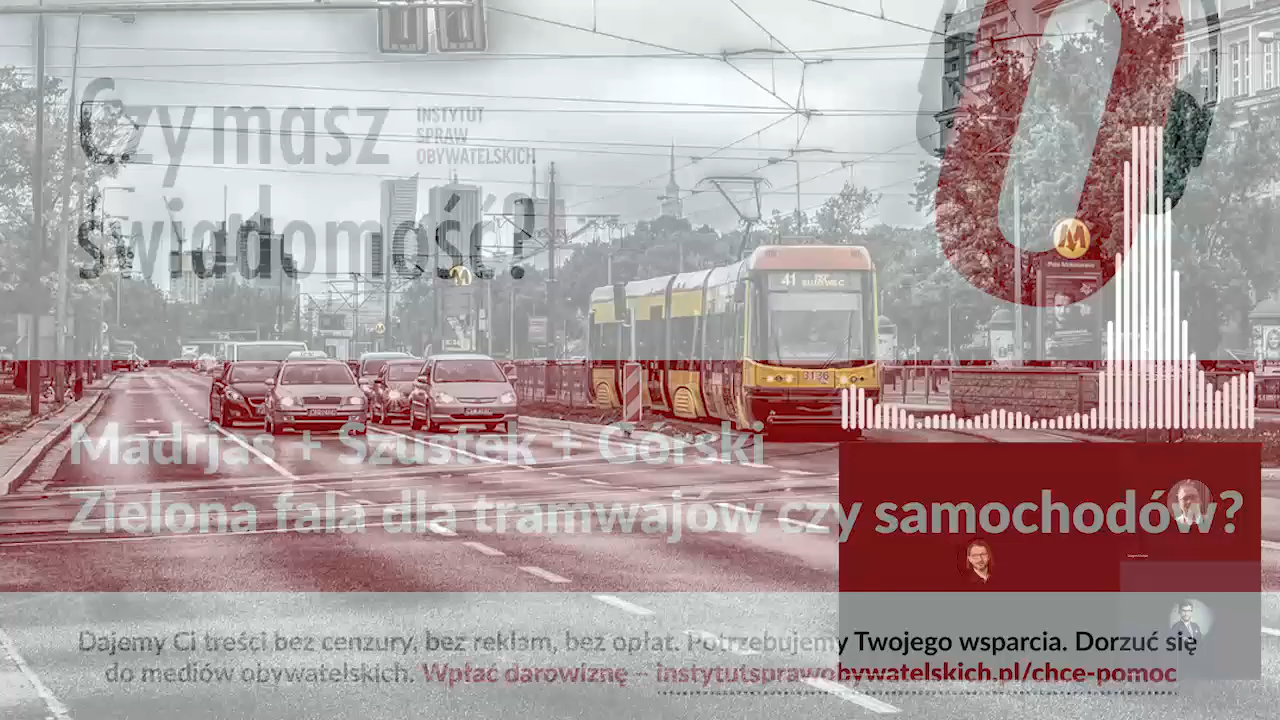 Czy masz
świadomość?
INSTYTUT
SPRAW
OBYWATELSKICH
41
3126
M
Madrjas + Szustek + Górski
Zielona fala dla tramwajów czy samochodów?
Dajemy Ci treści bez cenzury, bez reklam, bez opłat. Potrzebujemy Twojego wsparcia. Dorzuć się
do mediów obywatelskich. Wpłać darowiznę – instytutsprawobywatelskich.pl/chce-pomoc